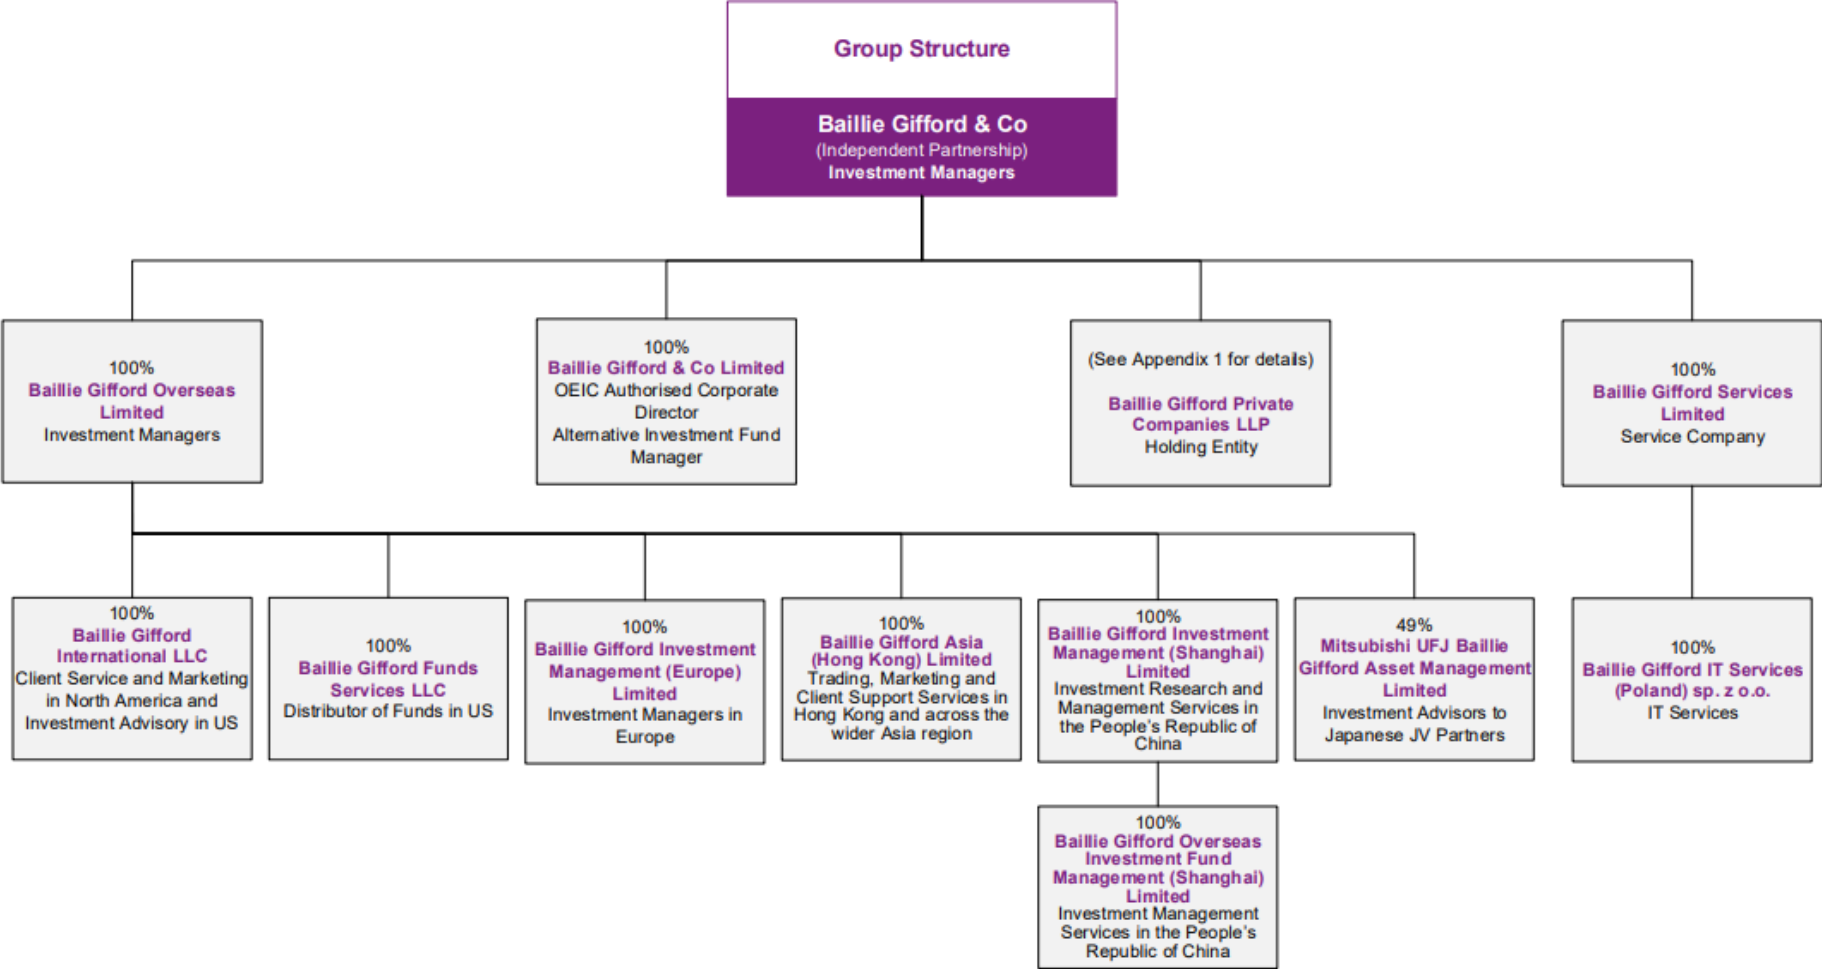 Group Structure
Baillie Gifford & Co
(Independent Partnership)
Investment Managers
100%
Baillie Gifford Overseas
Limited
Investment Managers
100%
Baillie Gifford & Co Limited
OEIC Authorised Corporate
Director
Alternative Investment Fund
Manager
(See Appendix 1 for details)
Baillie Gifford Private
Companies LLP
Holding Entity
100%
Baillie Gifford Services
Limited
Service Company
100%
Baillie Gifford
International LLC
Client Service and Marketing
in North America and
Investment Advisory in US
100%
Baillie Gifford Funds
Services LLC
Distributor of Funds in US
100%
Baillie Gifford Investment
Management (Europe)
Limited
Investment Managers in
Europe
100%
Baillie Gifford Asia
(Hong Kong) Limited
Trading, Marketing and
Client Support Services in
Hong Kong and across the
wider Asia region
100%
Baillie Gifford Investment
Management (Shanghai)
Limited
Investment Research and
Management Services in
the People's Republic of
China
49%
Mitsubishi UFJ Baillie
Gifford Asset Management
Limited
Investment Advisors to
Japanese JV Partners
100%
Baillie Gifford IT Services
(Poland) sp. z o.o.
IT Services
100%
Baillie Gifford Overseas
Investment Fund
Management (Shanghai)
Limited
Investment Management
Services in the People's
Republic of China